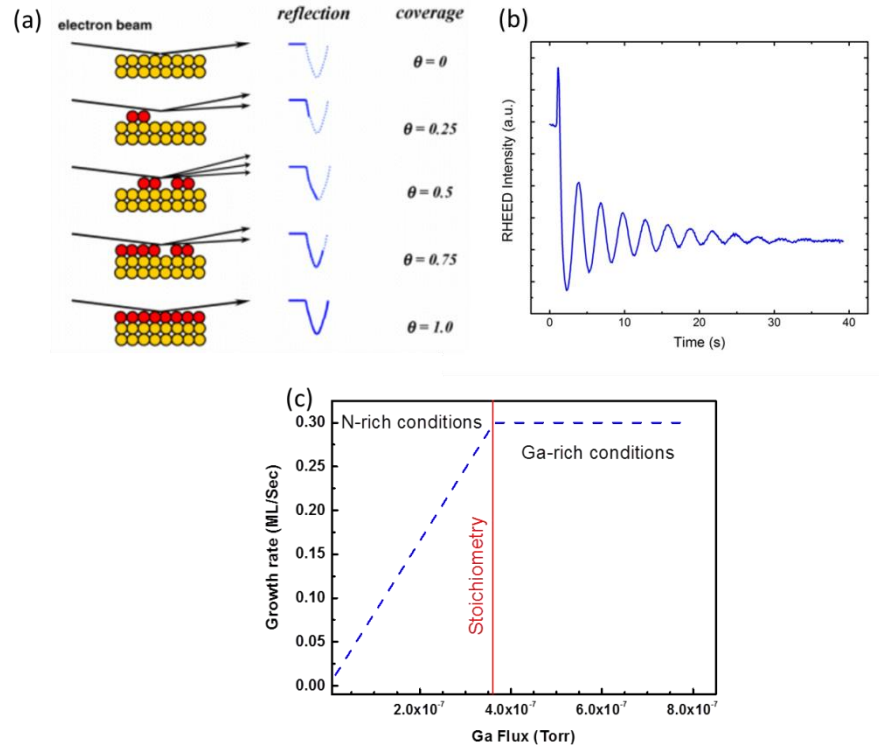 (a)
electron beam
reflection
coverage
θ = 0
θ = 0.25
θ = 0.5
θ = 0.75
θ = 1.0
(b)
RHEED Intensity (a.u.)
0
10
20
30
40
Time (s)
(c)
N-rich conditions
Ga-rich conditions
Stoichiometry
Growth rate (ML/Sec)
0.30
0.25
0.20
0.15
0.10
0.05
0.00
2.0x10⁻⁷
4.0x10⁻⁷
6.0x10⁻⁷
8.0x10⁻⁷
Ga Flux (Torr)